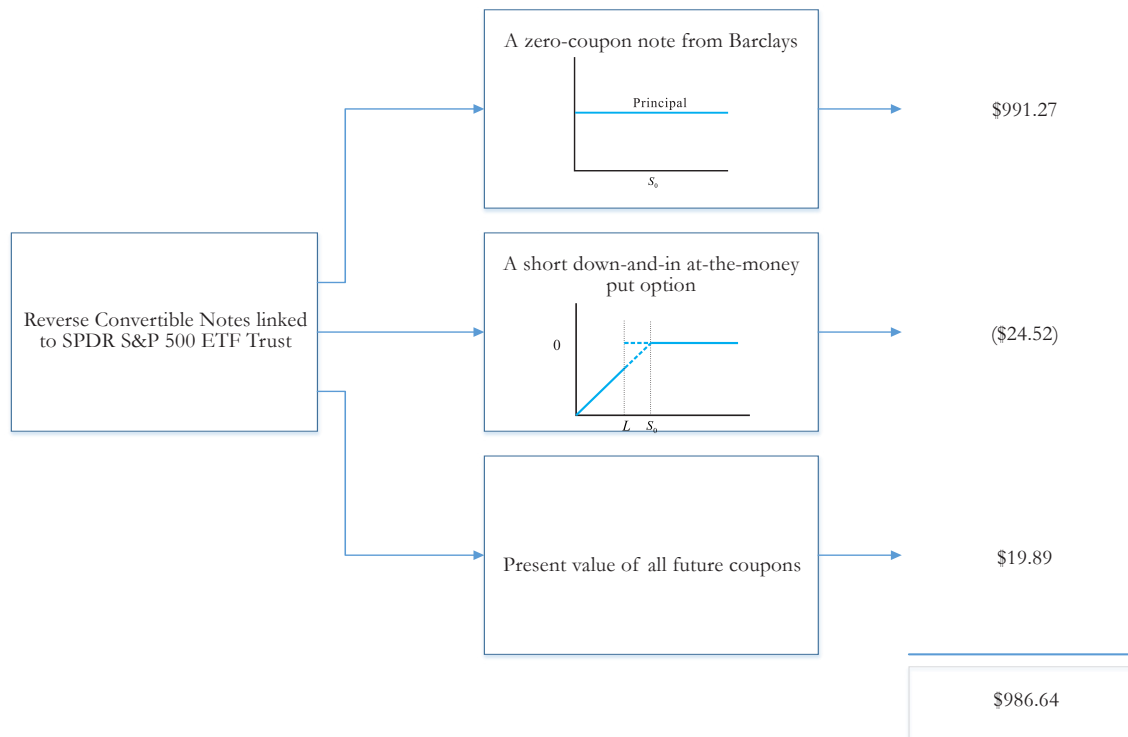 A zero-coupon note from Barclays
Principal
S₀
$991.27
Reverse Convertible Notes linked
to SPDR S&P 500 ETF Trust
A short down-and-in at-the-money
put option
0
L S₀
($24.52)
Present value of all future coupons
$19.89
$986.64